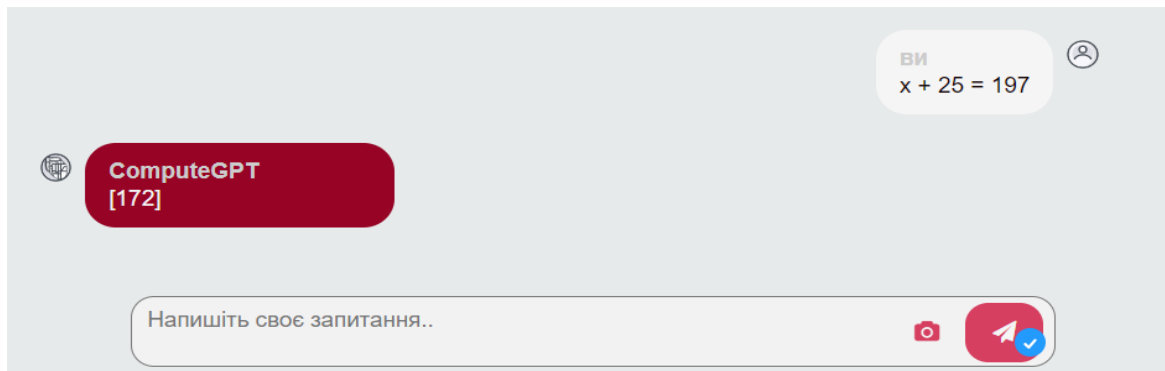 ви
x + 25 = 197
ComputeGPT
[172]
Напишіть своє запитання..